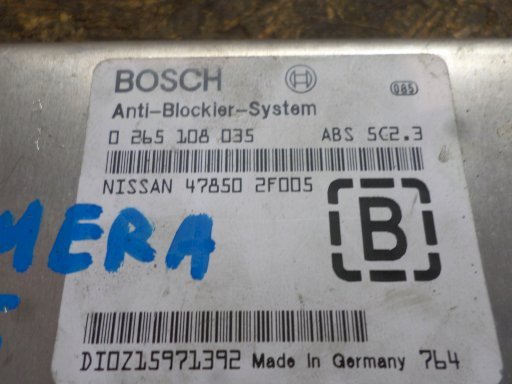 BOSCH
085
Anti-Blockier-System
0 265 108 035 ABS 5C2.3
NISSAN 47850 2F005
B
MERA
DIOZ15971392 Made in Germany 764